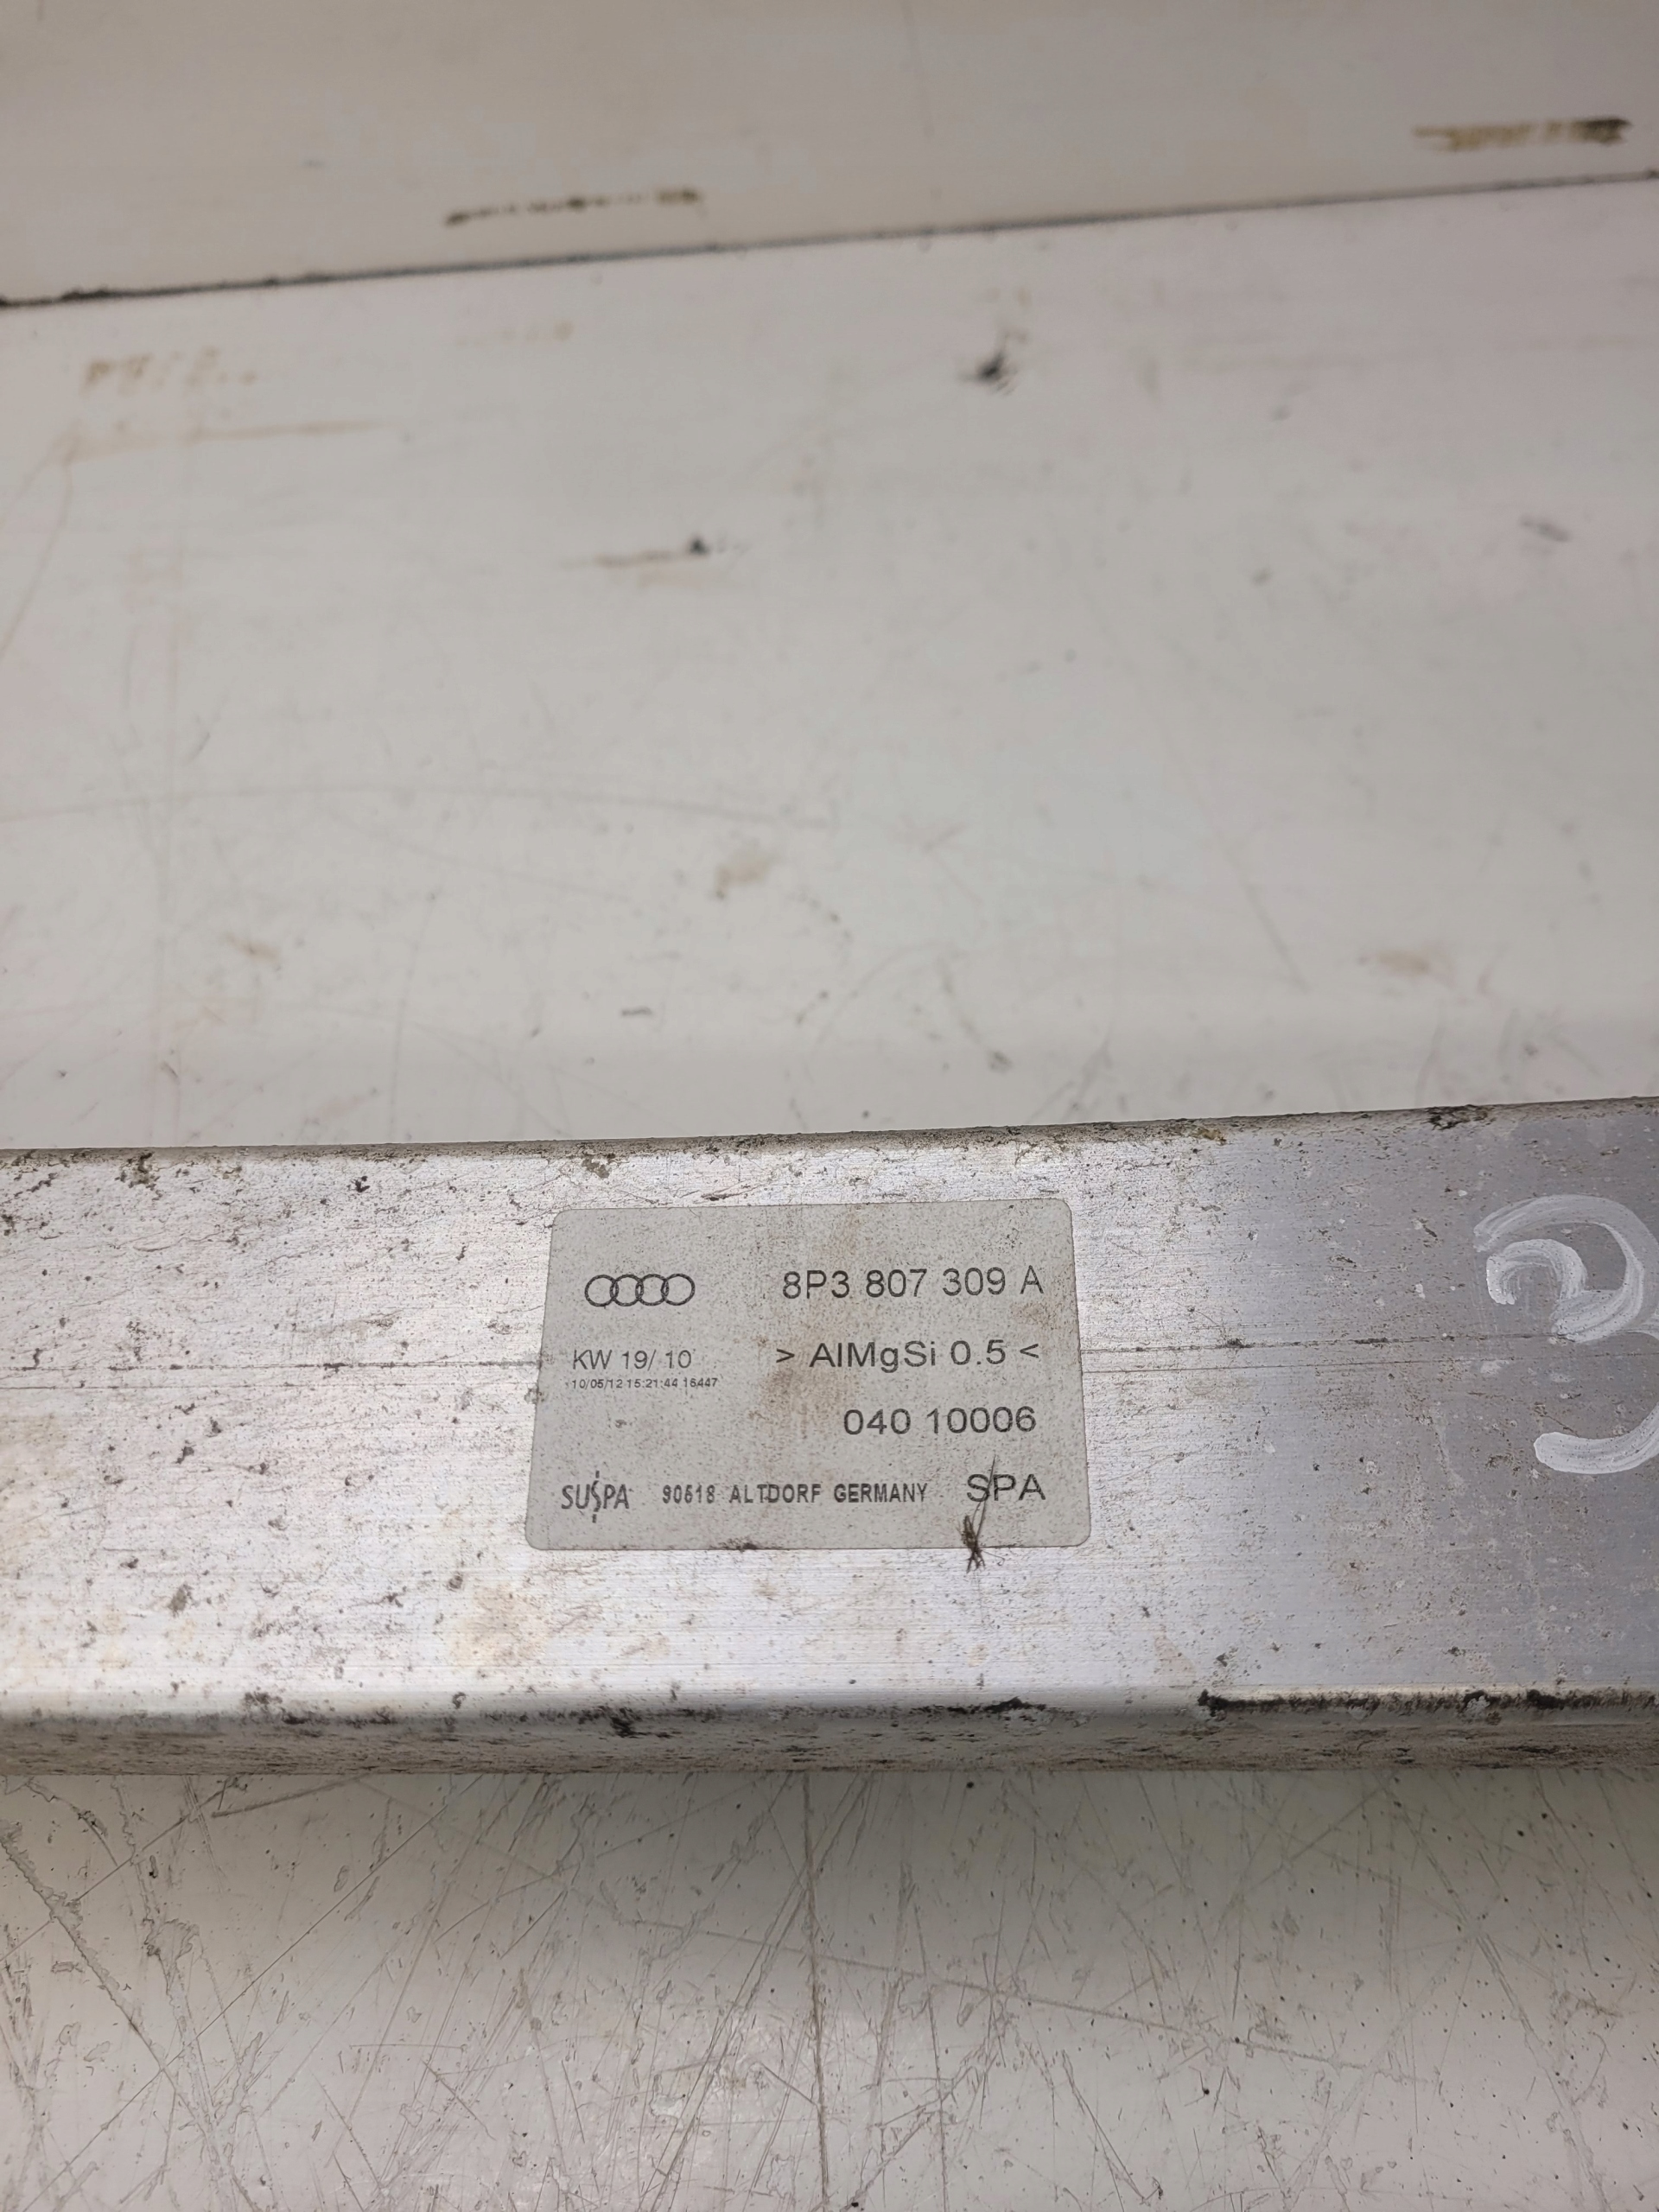 8P3 807 309 A
KW 19/ 10 > AlMgSi 0.5 <
10/05/12 15:21:44 16447
040 10006
SUSPA 90518 ALTDORF GERMANY SPA
3